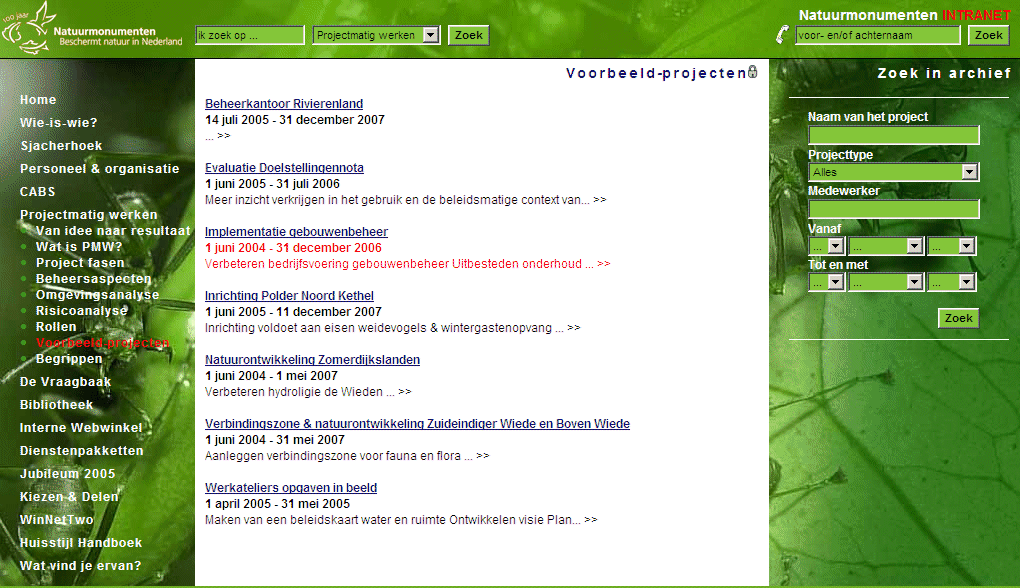 100 jaar
Natuurmonumenten
Beschermt natuur in Nederland
ik zoek op ...
Projectmatig werken
Zoek
Natuurmonumenten INTRANET
voor- en/of achternaam
Zoek
Home
Wie-is-wie?
Sjacherhoek
Personeel & organisatie
CABS
Projectmatig werken
Van idee naar resultaat
Wat is PMW?
Project fasen
Beheersaspecten
Omgevingsanalyse
Risicoanalyse
Rollen
Voorbeeld-projecten
Begrippen
De Vraagbaak
Bibliotheek
Interne Webwinkel
Dienstenpakketten
Jubileum 2005
Kiezen & Delen
WinNetTwo
Huisstijl Handboek
Wat vind je ervan?
Voorbeeld-projecten
Beheerkantoor Rivierenland
14 juli 2005 - 31 december 2007
... >>
Evaluatie Doelstellingennota
1 juni 2005 - 31 juli 2006
Meer inzicht verkrijgen in het gebruik en de beleidsmatige context van... >>
Implementatie gebouwenbeheer
1 juni 2004 - 31 december 2006
Verbeteren bedrijfsvoering gebouwenbeheer Uitbesteden onderhoud ... >>
Inrichting Polder Noord Kethel
1 juni 2005 - 11 december 2007
Inrichting voldoet aan eisen weidevogels & wintergastenopvang ... >>
Natuurontwikkeling Zomerdijkslanden
1 juni 2004 - 1 mei 2007
Verbeteren hydroligie de Wieden ... >>
Verbindingszone & natuurontwikkeling Zuideindiger Wiede en Boven Wiede
1 juni 2004 - 31 mei 2007
Aanleggen verbindingszone voor fauna en flora ... >>
Werkateliers opgaven in beeld
1 april 2005 - 31 mei 2005
Maken van een beleidskaart water en ruimte Ontwikkelen visie Plan... >>
Zoek in archief
Naam van het project
Projecttype
Alles
Medewerker
Vanaf
... ... ...
Tot en met
... ... ...
Zoek